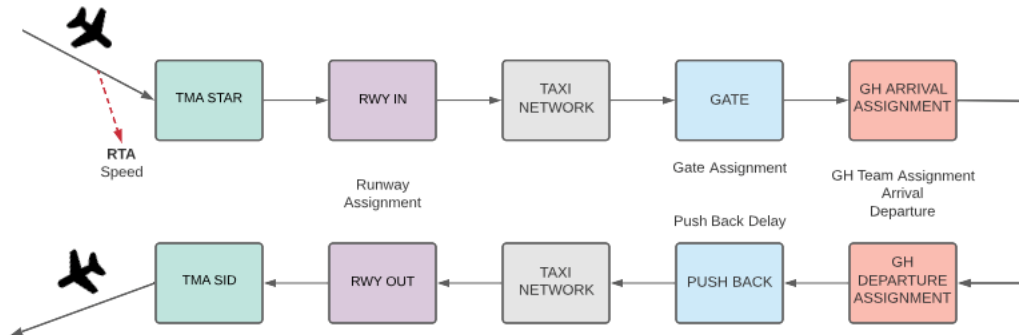 TMA STAR
RWY IN
TAXI
NETWORK
GATE
GH ARRIVAL
ASSIGNMENT
RTA
Speed
Runway
Assignment
Gate Assignment
GH Team Assignment
Arrival
Departure
Push Back Delay
TMA SID
RWY OUT
TAXI
NETWORK
PUSH BACK
GH
DEPARTURE
ASSIGNMENT